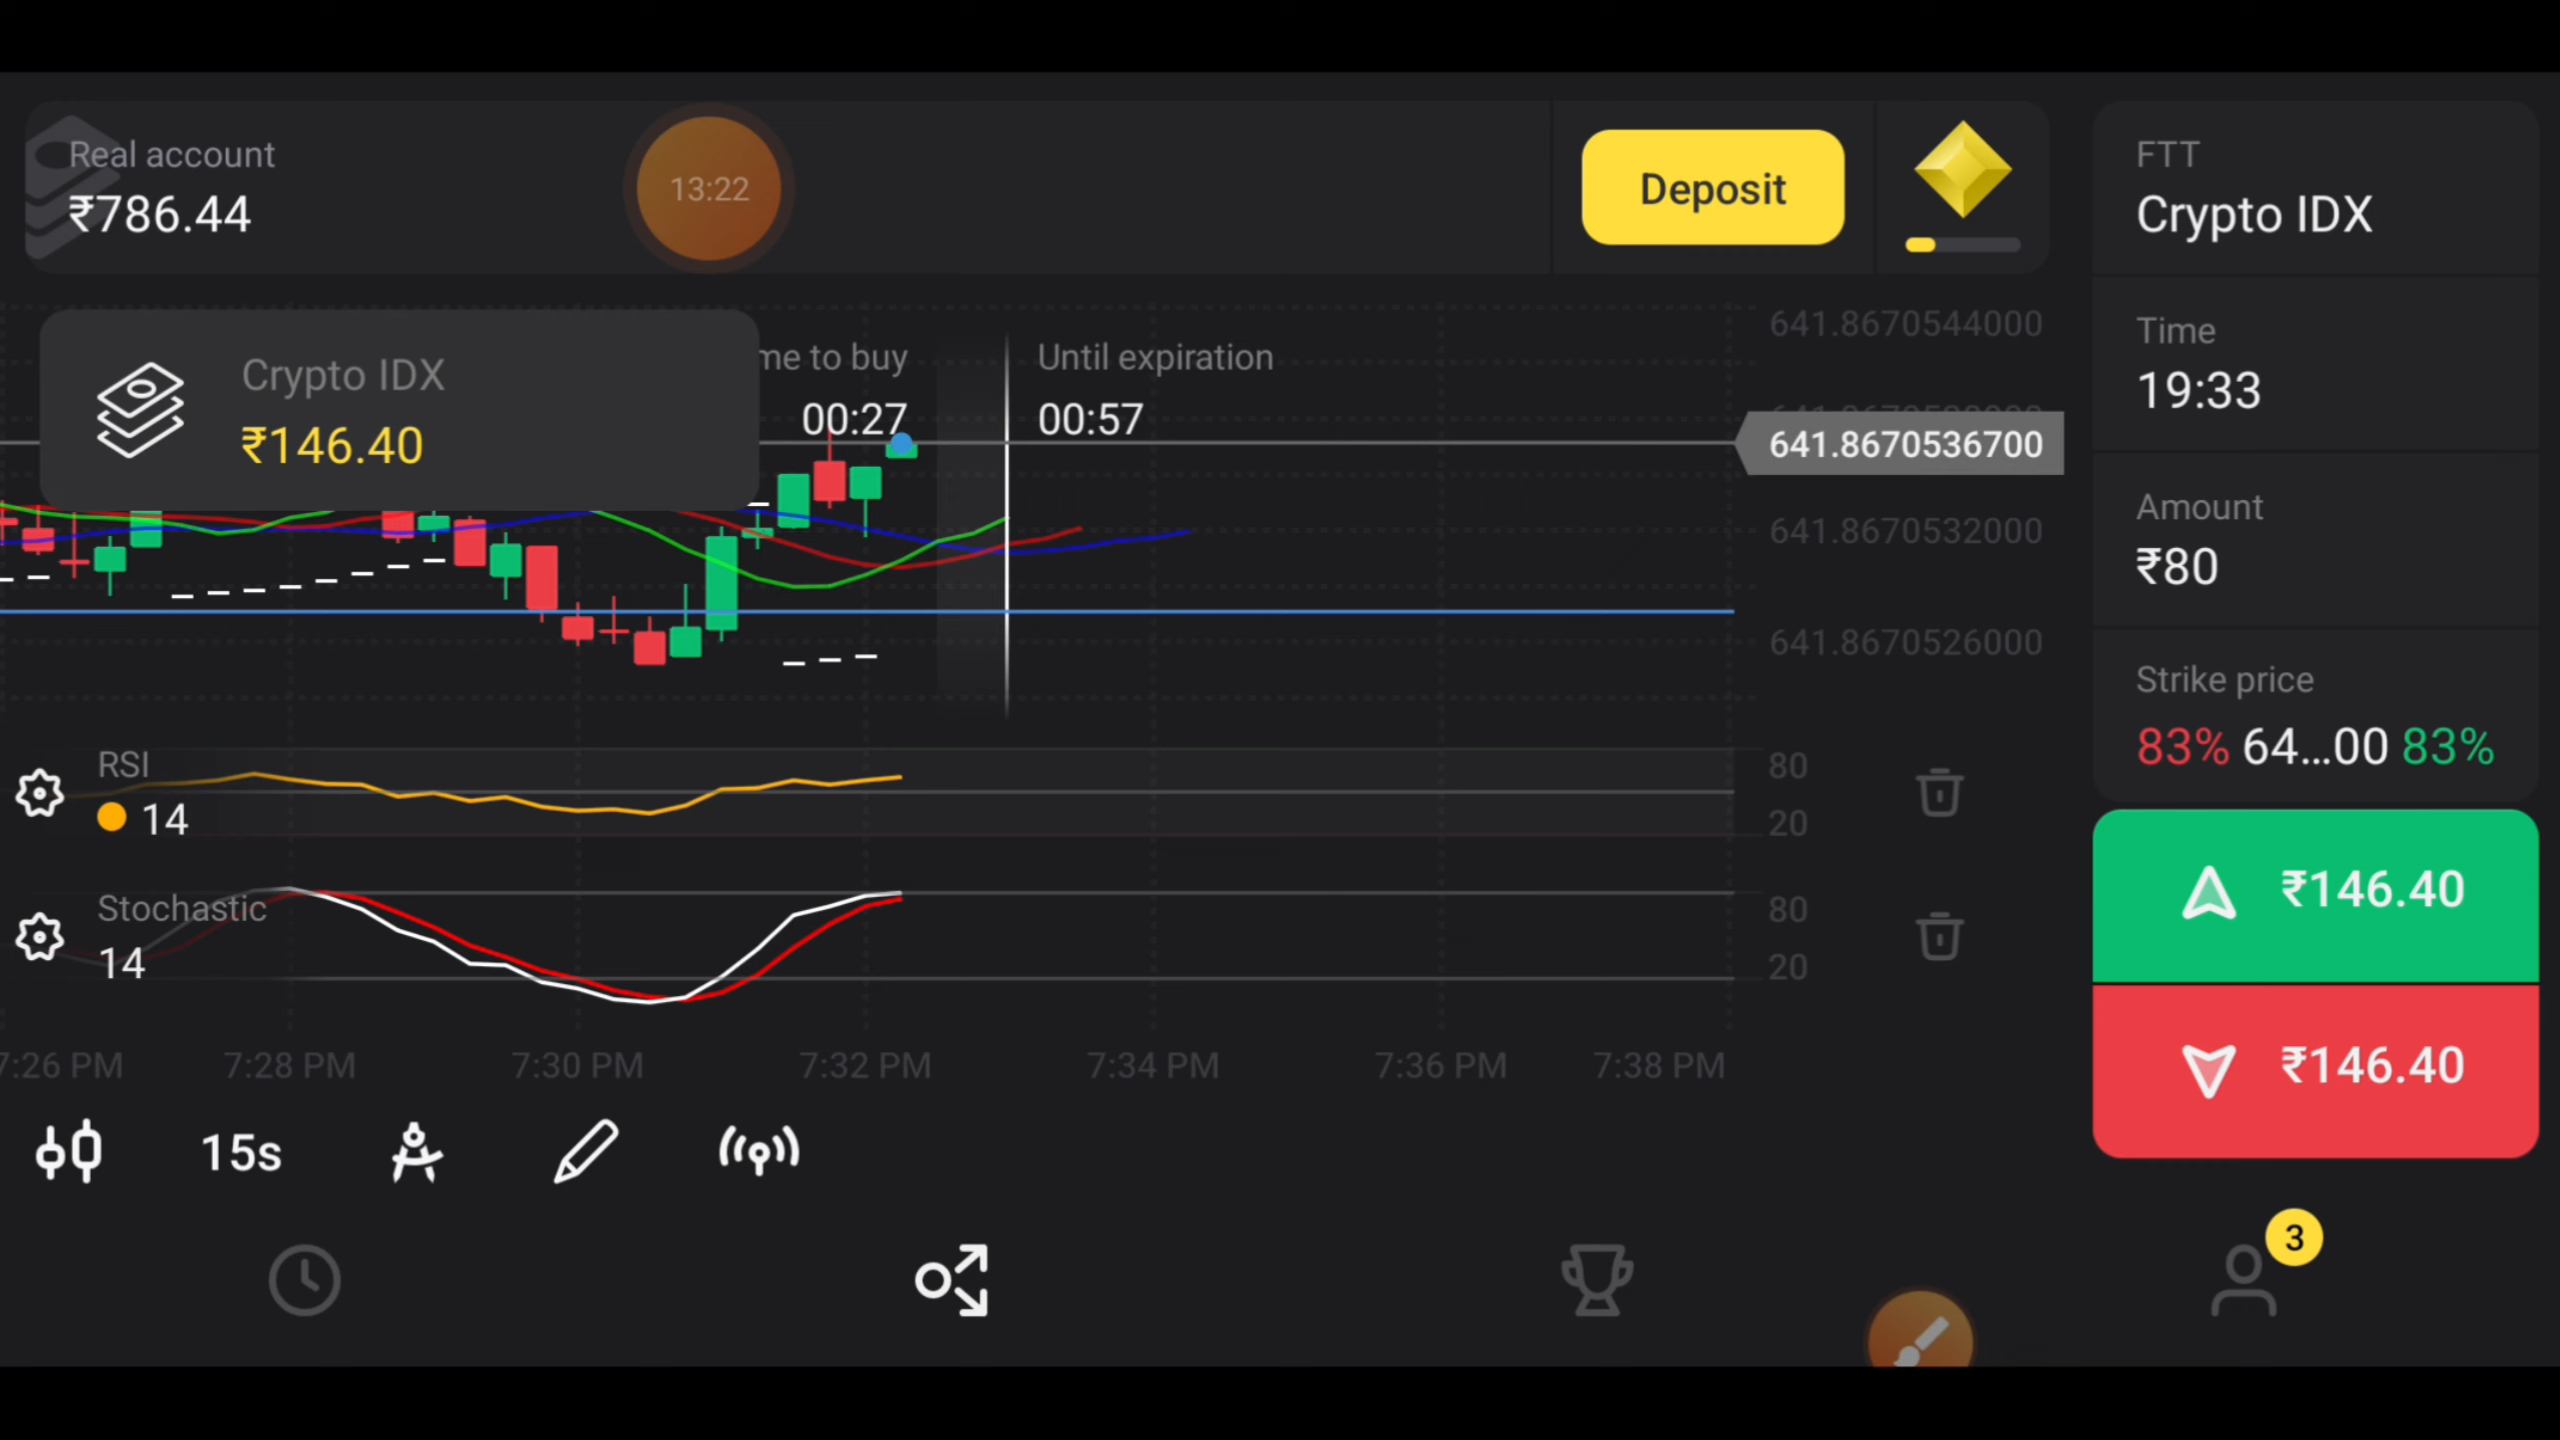 Real account
₹786.44
13:22
Deposit
FTT
Crypto IDX
Crypto IDX
₹146.40
me to buy
00:27
Until expiration
00:57
641.8670544000
641.8670536700
641.8670532000
641.8670526000
Time
19:33
Amount
₹80
Strike price
83% 64...00 83%
RSI
14
80
20
Stochastic
14
80
20
₹146.40
₹146.40
7:26 PM
7:28 PM
7:30 PM
7:32 PM
7:34 PM
7:36 PM
7:38 PM
15s
3